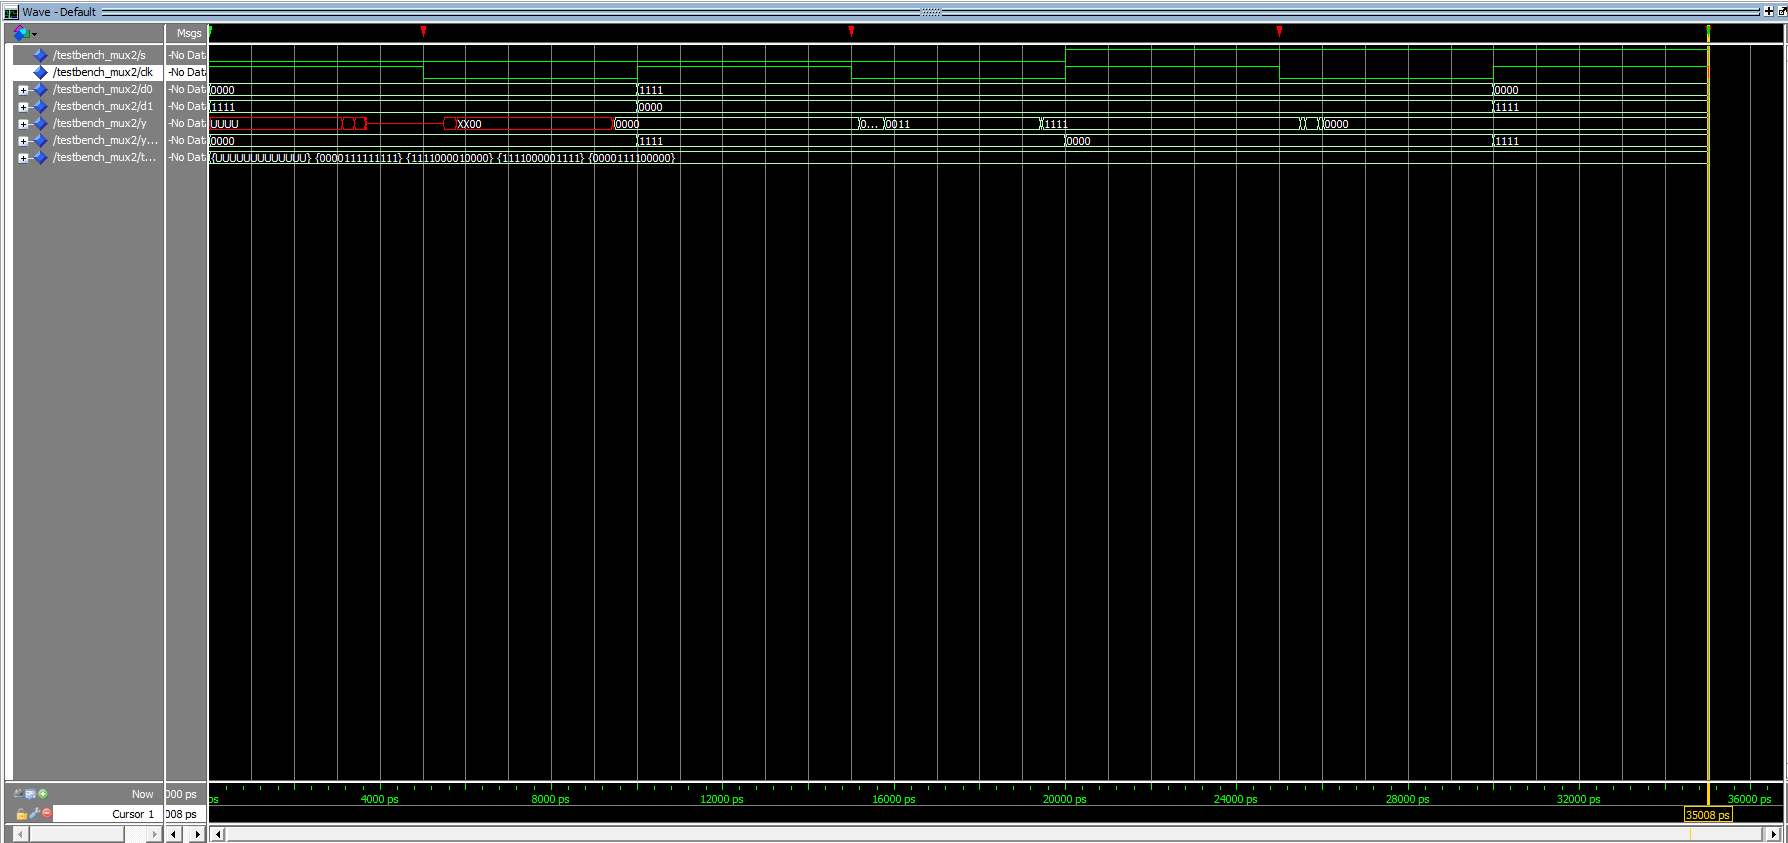 Wave - Default
Msgs
/testbench_mux2/s -No Dat
/testbench_mux2/clk -No Dat
/testbench_mux2/d0 -No Dat 0000 1111 0000
/testbench_mux2/d1 -No Dat 1111 0000 1111
/testbench_mux2/y -No Dat UUUU XX00 0000 0... 0011 1111 0000
/testbench_mux2/y... -No Dat 0000 1111 0000 1111
/testbench_mux2/t... -No Dat {UUUUUUUUUUUUU} {0000111111111} {1111000010000} {1111000001111} {0000111100000}
Now 000 ps ps 4000 ps 8000 ps 12000 ps 16000 ps 20000 ps 24000 ps 28000 ps 32000 ps 36000 ps
Cursor 1 008 ps 35008 ps